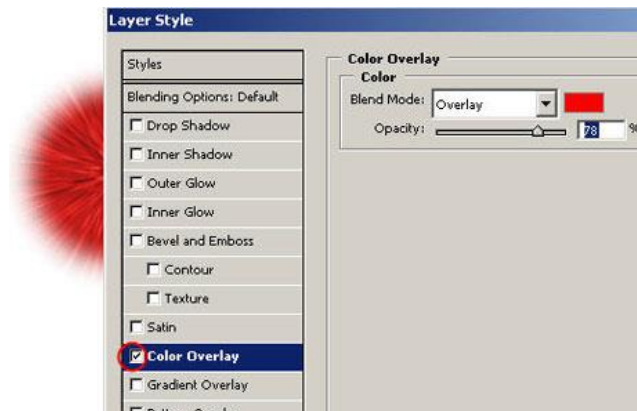 Layer Style
Styles
Blending Options: Default
Drop Shadow
Inner Shadow
Outer Glow
Inner Glow
Bevel and Emboss
Contour
Texture
Satin
Color Overlay
Gradient Overlay
Color Overlay
Color
Blend Mode: Overlay
Opacity: 78 %